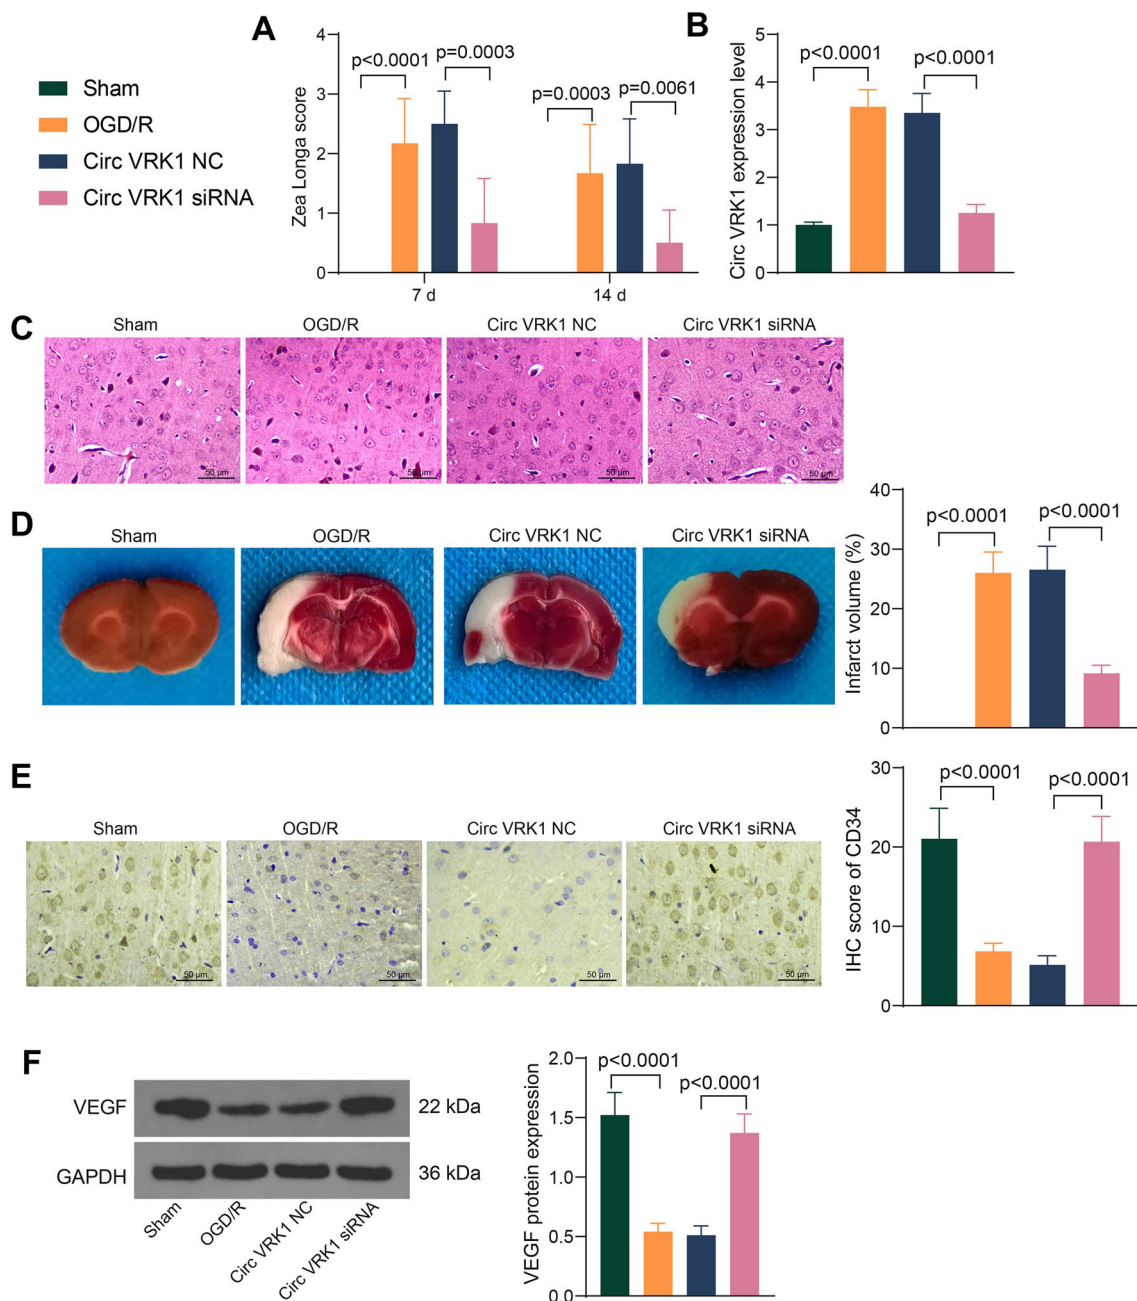 A
B
Sham
OGD/R
Circ VRK1 NC
Circ VRK1 siRNA
Zea Longa score
4
3
2
1
0
p<0.0001
p=0.0003
p=0.0003
p=0.0061
7 d
14 d
Circ VRK1 expression level
5
4
3
2
1
0
p<0.0001
p<0.0001
C
Sham
OGD/R
Circ VRK1 NC
Circ VRK1 siRNA
50 μm
50 μm
50 μm
50 μm
D
Sham
OGD/R
Circ VRK1 NC
Circ VRK1 siRNA
Infarct volume (%)
40
30
20
10
0
p<0.0001
p<0.0001
E
Sham
OGD/R
Circ VRK1 NC
Circ VRK1 siRNA
50 μm
50 μm
50 μm
50 μm
IHC score of CD34
30
20
10
0
p<0.0001
p<0.0001
F
VEGF
22 kDa
GAPDH
36 kDa
Sham
OGD/R
Circ VRK1 NC
Circ VRK1 siRNA
VEGF protein expression
2.0
1.5
1.0
0.5
0.0
p<0.0001
p<0.0001